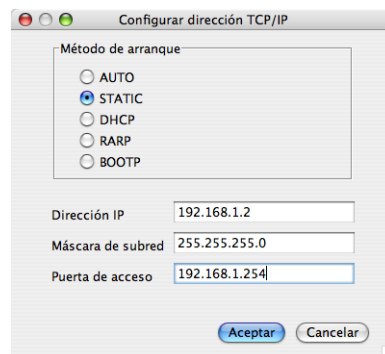 Configurar dirección TCP/IP
Método de arranque
AUTO
STATIC
DHCP
RARP
BOOTP
Dirección IP 192.168.1.2
Máscara de subred 255.255.255.0
Puerta de acceso 192.168.1.254
Aceptar Cancelar